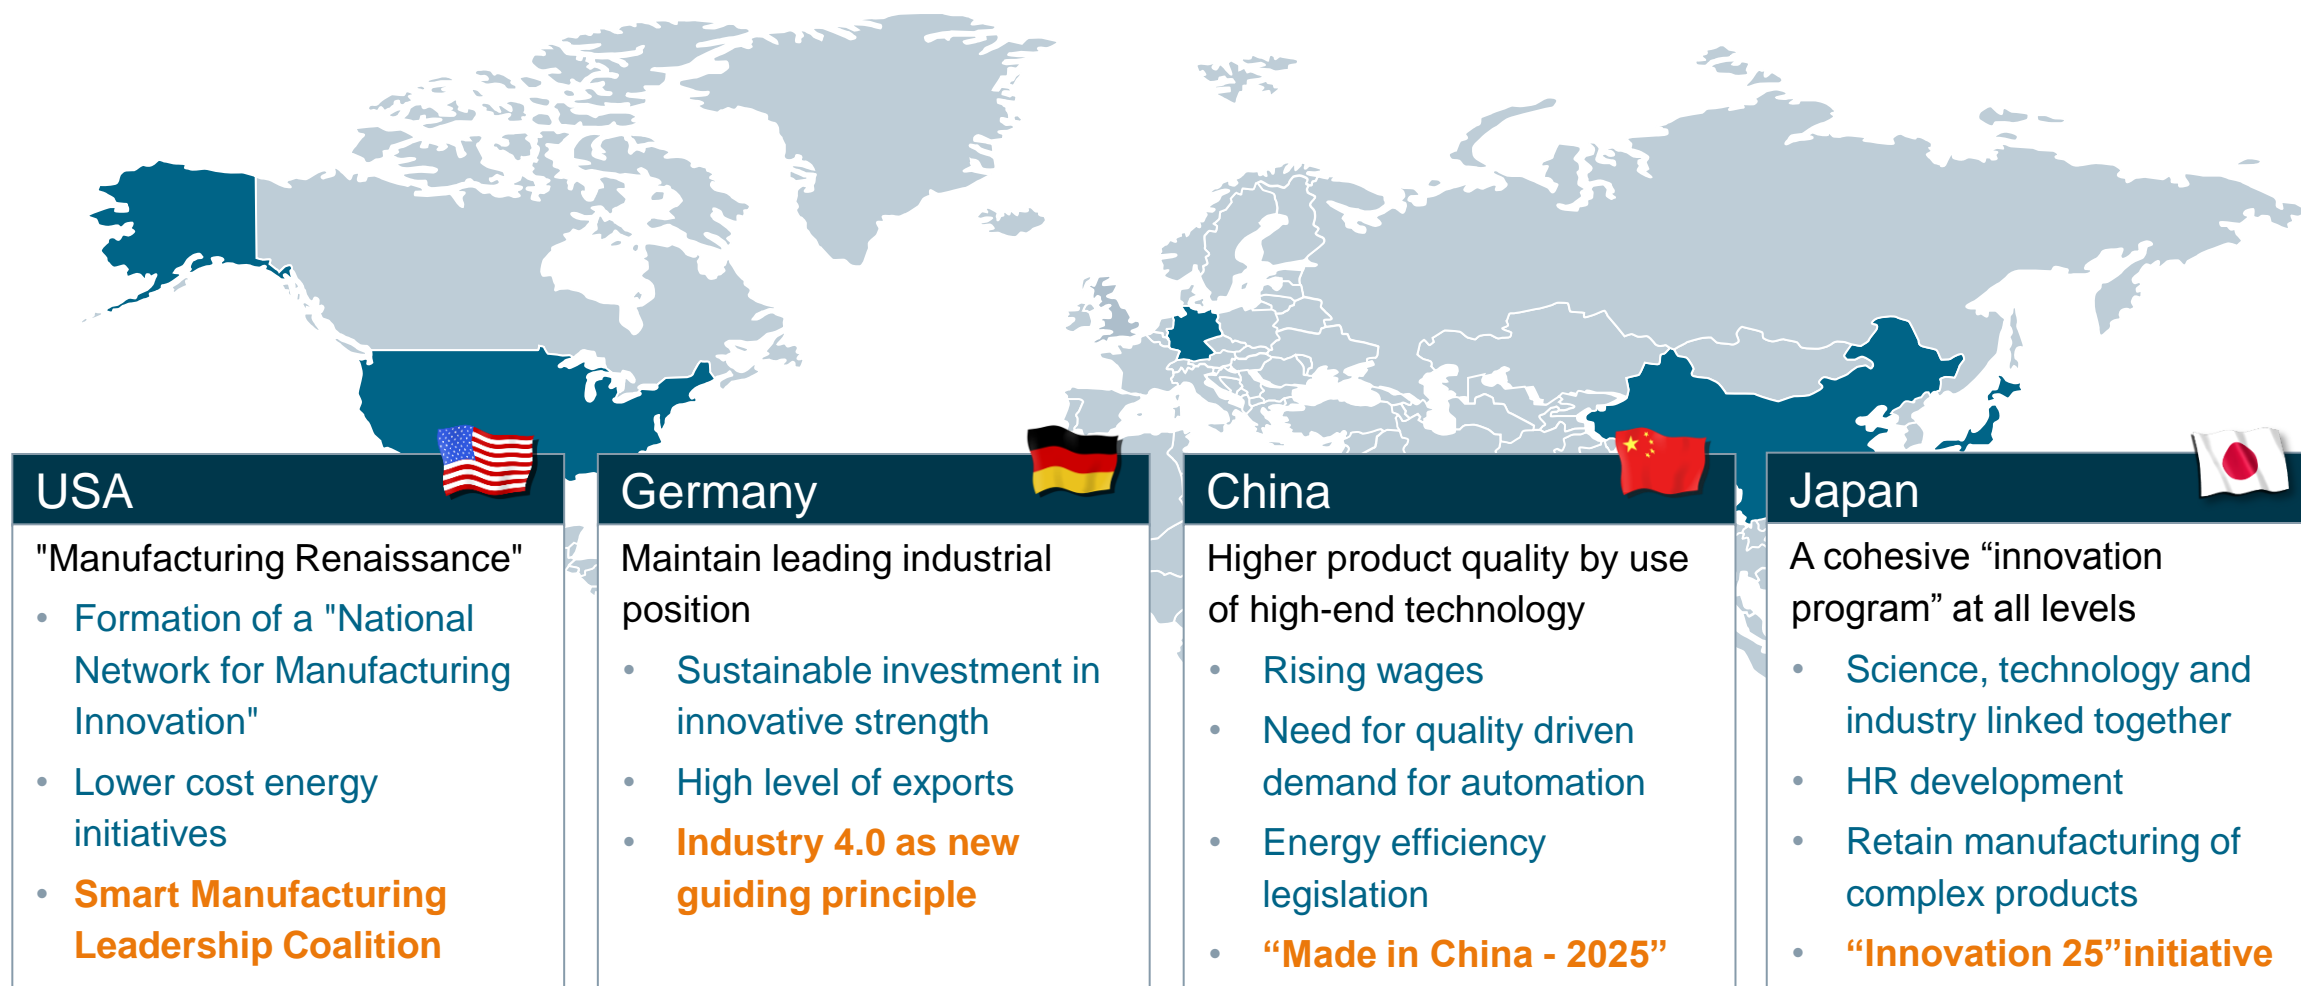 USA
"Manufacturing Renaissance"
• Formation of a "National
Network for Manufacturing
Innovation"
• Lower cost energy
initiatives
• Smart Manufacturing
Leadership Coalition
Germany
Maintain leading industrial
position
• Sustainable investment in
innovative strength
• High level of exports
• Industry 4.0 as new
guiding principle
China
Higher product quality by use
of high-end technology
• Rising wages
• Need for quality driven
demand for automation
• Energy efficiency
legislation
• “Made in China - 2025”
Japan
A cohesive “innovation
program” at all levels
• Science, technology and
industry linked together
• HR development
• Retain manufacturing of
complex products
• “Innovation 25”initiative